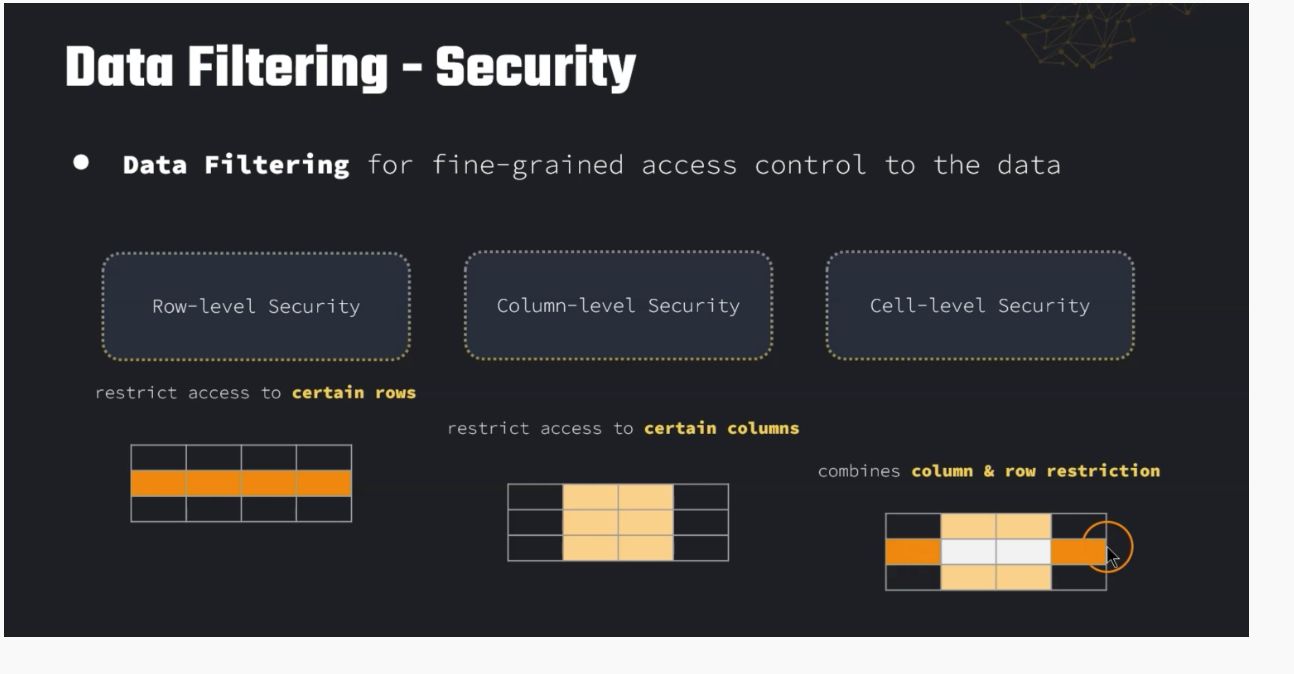 Data Filtering - Security
Data Filtering for fine-grained access control to the data
Row-level Security
restrict access to certain rows
Column-level Security
restrict access to certain columns
Cell-level Security
combines column & row restriction